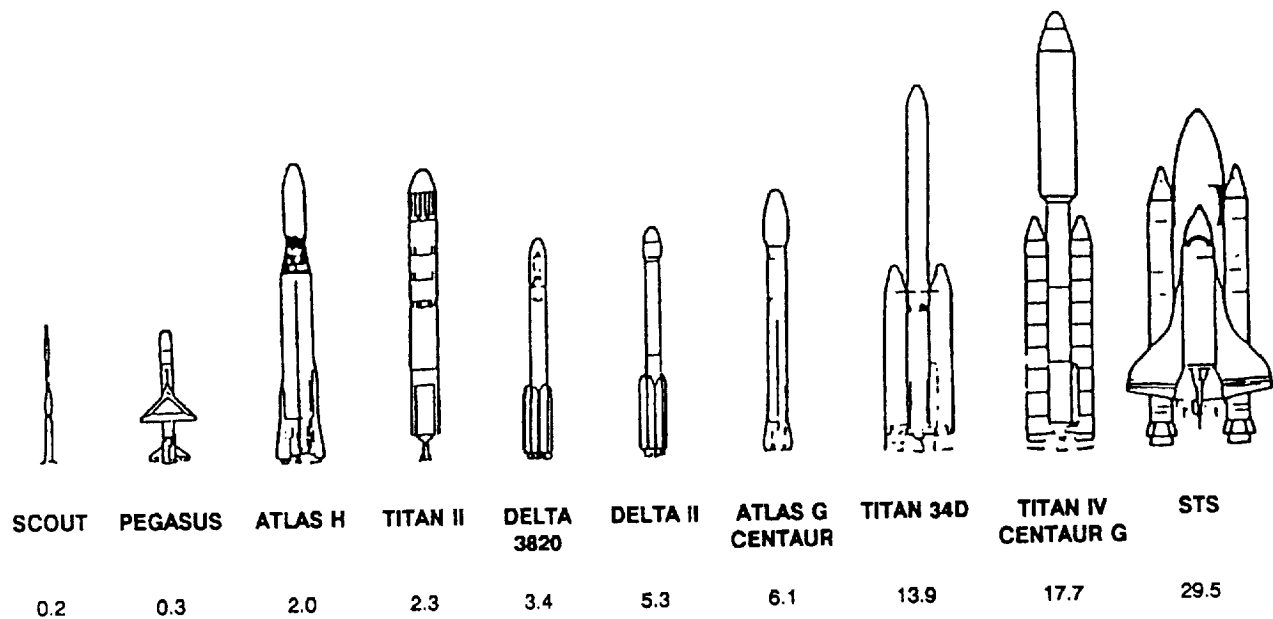 SCOUT PEGASUS ATLAS H TITAN II DELTA 3820 DELTA II ATLAS G CENTAUR TITAN 34D TITAN IV CENTAUR G STS
0.2 0.3 2.0 2.3 3.4 5.3 6.1 13.9 17.7 29.5